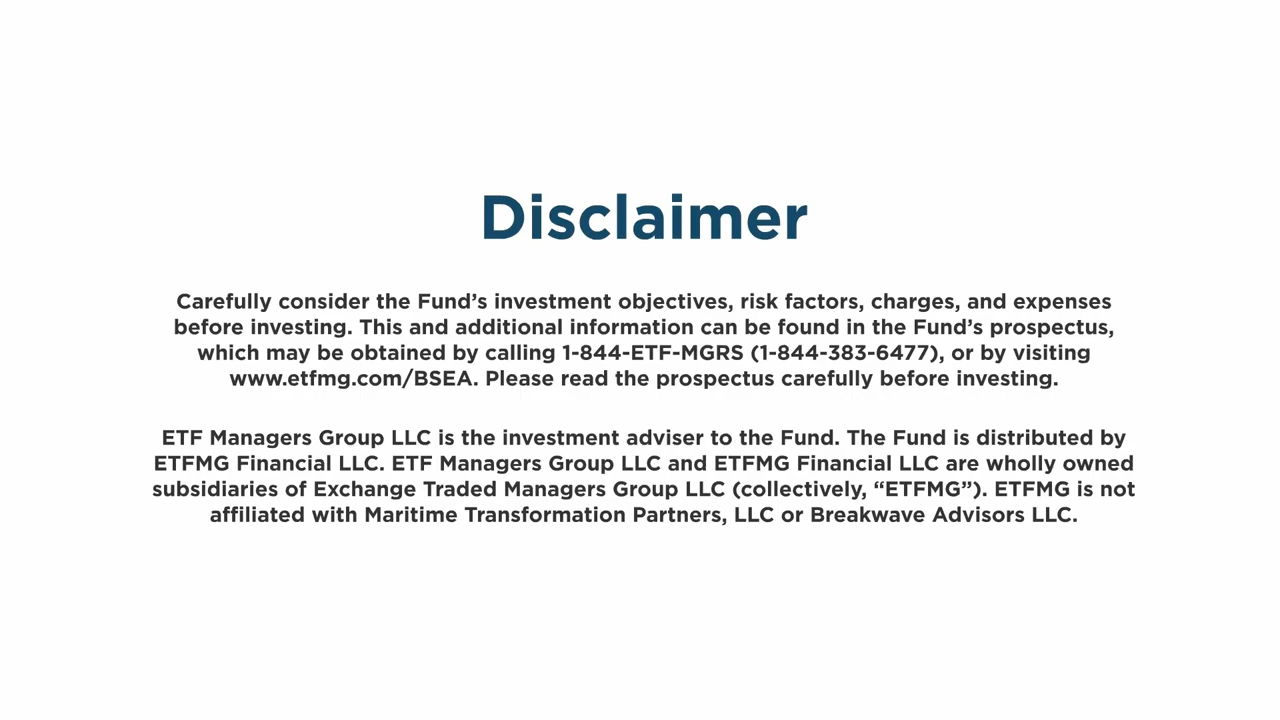 Disclaimer
Carefully consider the Fund’s investment objectives, risk factors, charges, and expenses
before investing. This and additional information can be found in the Fund’s prospectus,
which may be obtained by calling 1-844-ETF-MGRS (1-844-383-6477), or by visiting
www.etfmg.com/BSEA. Please read the prospectus carefully before investing.
ETF Managers Group LLC is the investment adviser to the Fund. The Fund is distributed by
ETFMG Financial LLC. ETF Managers Group LLC and ETFMG Financial LLC are wholly owned
subsidiaries of Exchange Traded Managers Group LLC (collectively, “ETFMG”). ETFMG is not
affiliated with Maritime Transformation Partners, LLC or Breakwave Advisors LLC.